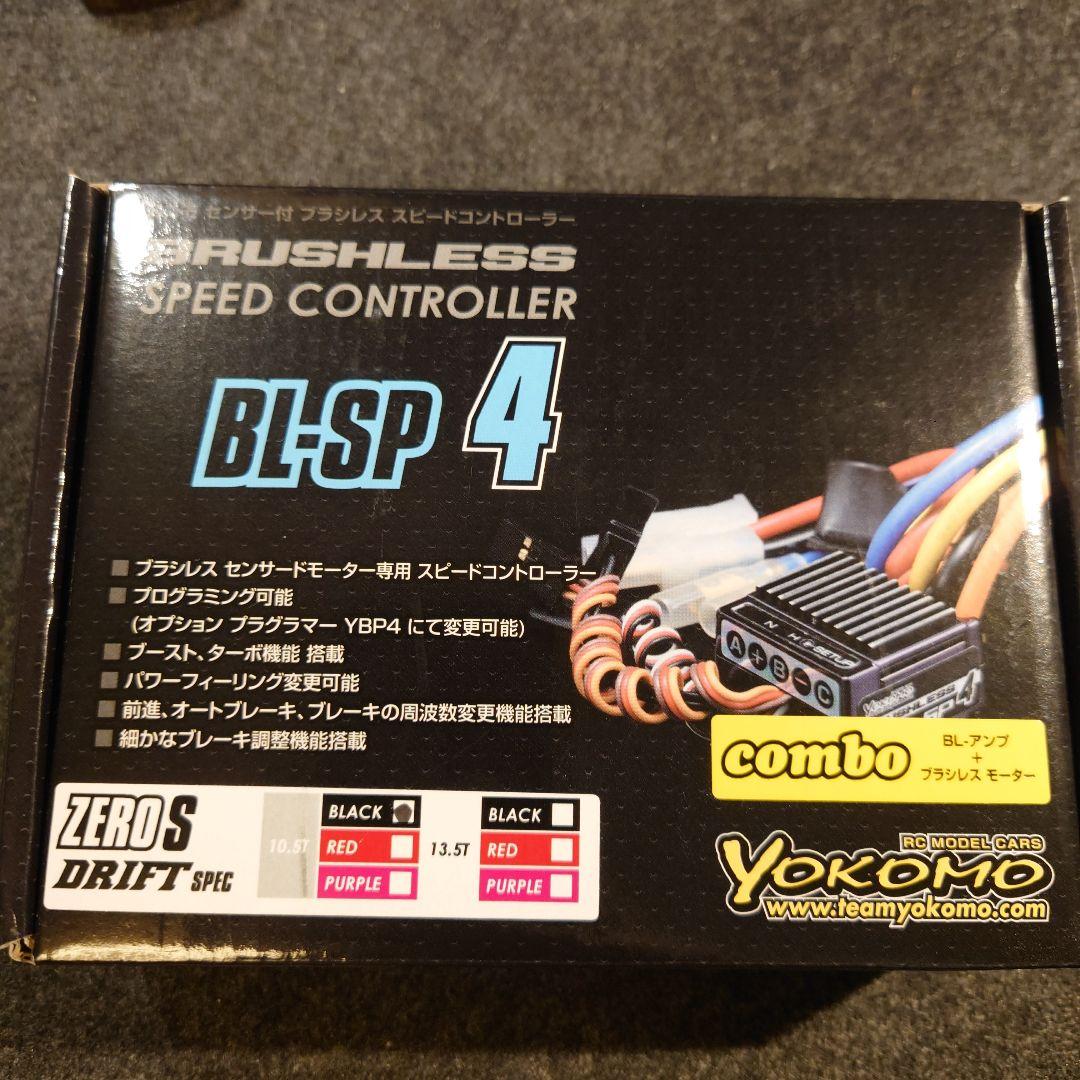 センサー付 ブラシレス スピードコントローラー
BRUSHLESS
SPEED CONTROLLER
BL-SP 4
■ ブラシレス センサードモーター専用 スピードコントローラー
■ プログラミング可能
(オプション プラグラマー YBP4 にて変更可能)
■ ブースト、ターボ機能 搭載
■ パワーフィーリング変更可能
■ 前進、オートブレーキ、ブレーキの周波数変更機能搭載
■ 細かなブレーキ調整機能搭載
N H SETUP
A + B - C
YOKOMO
BRUSHLESS
SP4
combo
BL-アンプ
+
ブラシレス モーター
ZERO S
DRIFT SPEC
10.5T
BLACK
RED
PURPLE
13.5T
BLACK
RED
PURPLE
RC MODEL CARS
YOKOMO
www.teamyokomo.com